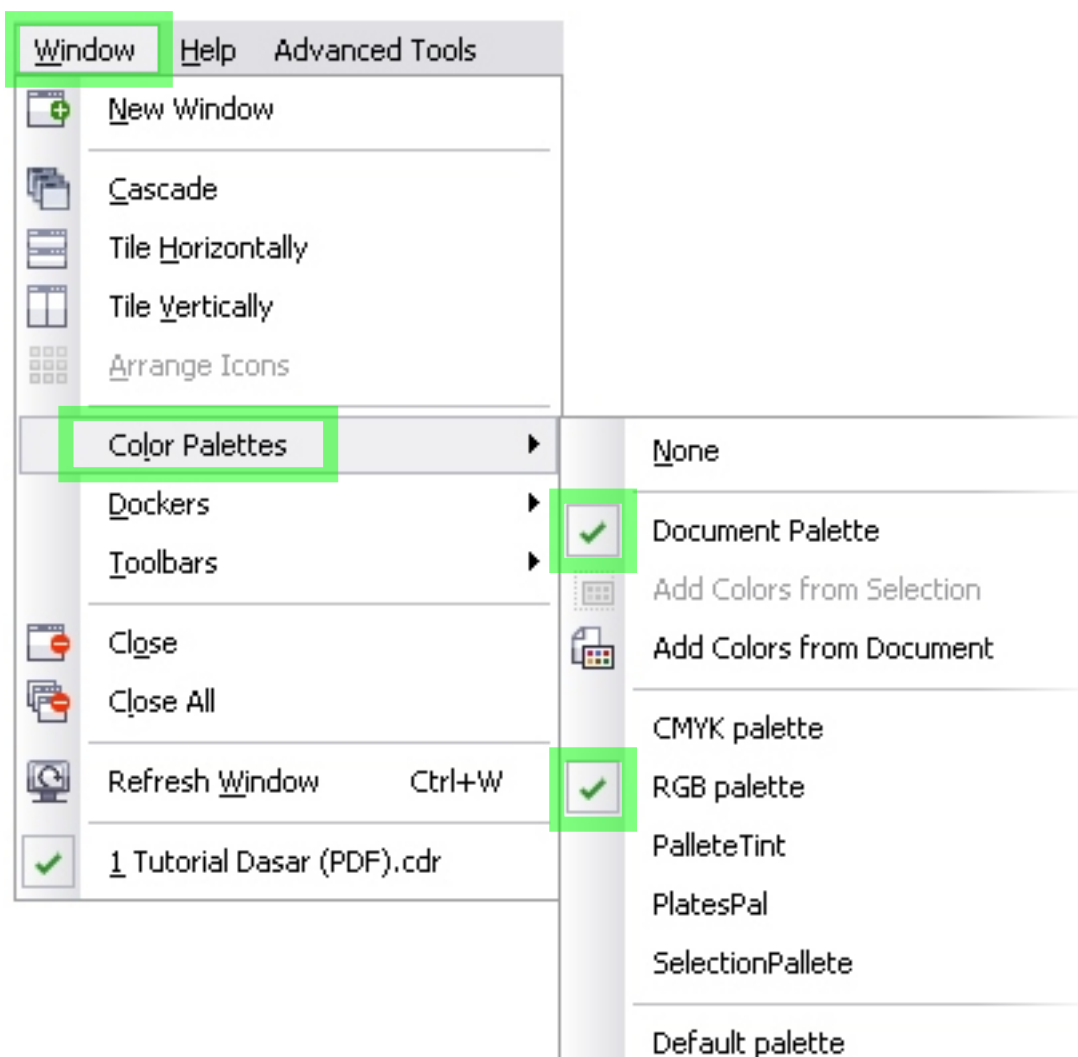 Window Help Advanced Tools
New Window
Cascade
Tile Horizontally
Tile Vertically
Arrange Icons
Color Palettes
Dockers
Toolbars
Close
Close All
Refresh Window Ctrl+W
1 Tutorial Dasar (PDF).cdr
None
Document Palette
Add Colors from Selection
Add Colors from Document
CMYK palette
RGB palette
PalleteTint
PlatesPal
SelectionPallete
Default palette